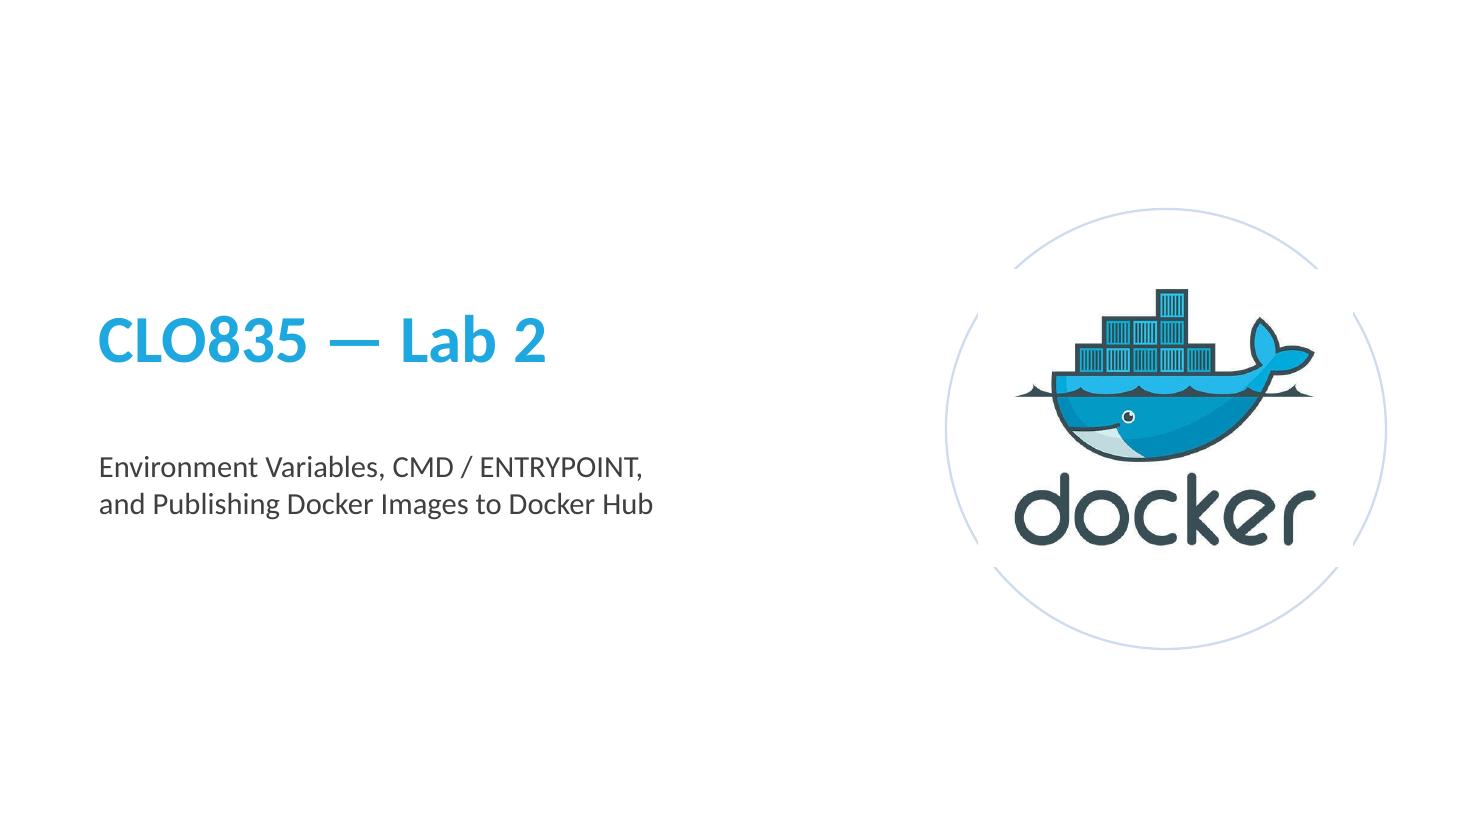 CLO835 — Lab 2
Environment Variables, CMD / ENTRYPOINT,
and Publishing Docker Images to Docker Hub
docker